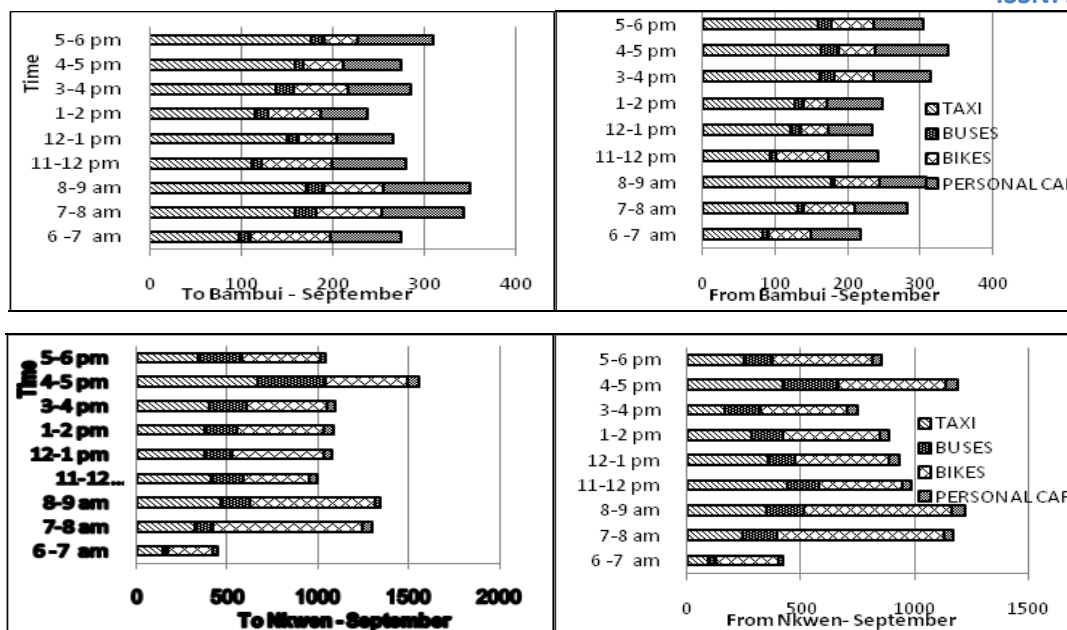 Time
5-6 pm
4-5 pm
3-4 pm
1-2 pm
12-1 pm
11-12 pm
8-9 am
7-8 am
6 -7 am
0 100 200 300 400
To Bambui - September
5-6 pm
4-5 pm
3-4 pm
1-2 pm
12-1 pm
11-12 pm
8-9 am
7-8 am
6 -7 am
0 100 200 300 400
From Bambui -September
TAXI
BUSES
BIKES
PERSONAL CAR
Time
5-6 pm
4-5 pm
3-4 pm
1-2 pm
12-1 pm
11-12...
8-9 am
7-8 am
6 -7 am
0 500 1000 1500 2000
To Nkwen - September
5-6 pm
4-5 pm
3-4 pm
1-2 pm
12-1 pm
11-12 pm
8-9 am
7-8 am
6 -7 am
0 500 1000 1500
From Nkwen- September
TAXI
BUSES
BIKES
PERSONAL CAR